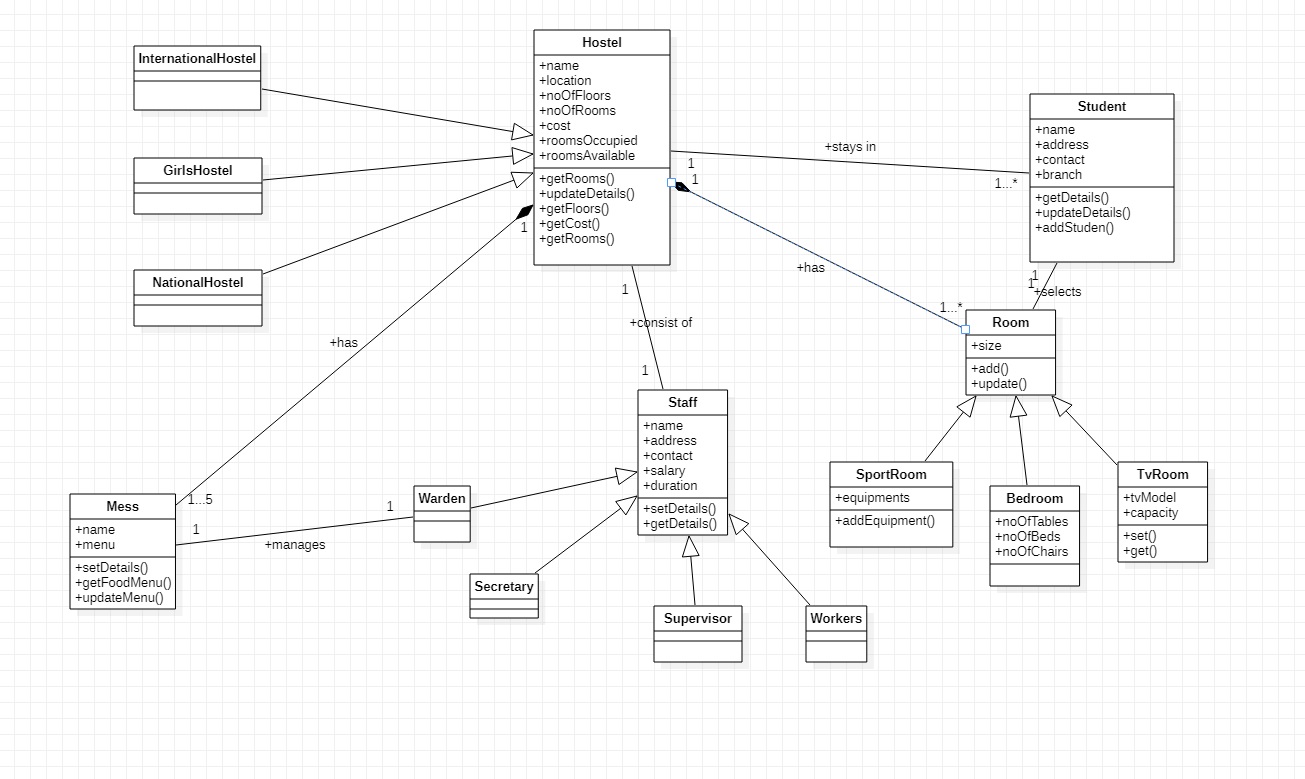 InternationalHostel
GirlsHostel
NationalHostel
Hostel
+name
+location
+noOfFloors
+noOfRooms
+cost
+roomsOccupied
+roomsAvailable
+getRooms()
+updateDetails()
+getFloors()
+getCost()
+getRooms()
+stays in
1
1...*
1
+has
1...*
Student
+name
+address
+contact
+branch
+getDetails()
+updateDetails()
+addStuden()
1
1
+selects
Room
+size
+add()
+update()
1
+has
1...5
1
+consist of
1
Staff
+name
+address
+contact
+salary
+duration
+setDetails()
+getDetails()
Mess
+name
+menu
+setDetails()
+getFoodMenu()
+updateMenu()
1
+manages
1
Warden
Secretary
Supervisor
Workers
SportRoom
+equipments
+addEquipment()
Bedroom
+noOfTables
+noOfBeds
+noOfChairs
TvRoom
+tvModel
+capacity
+set()
+get()